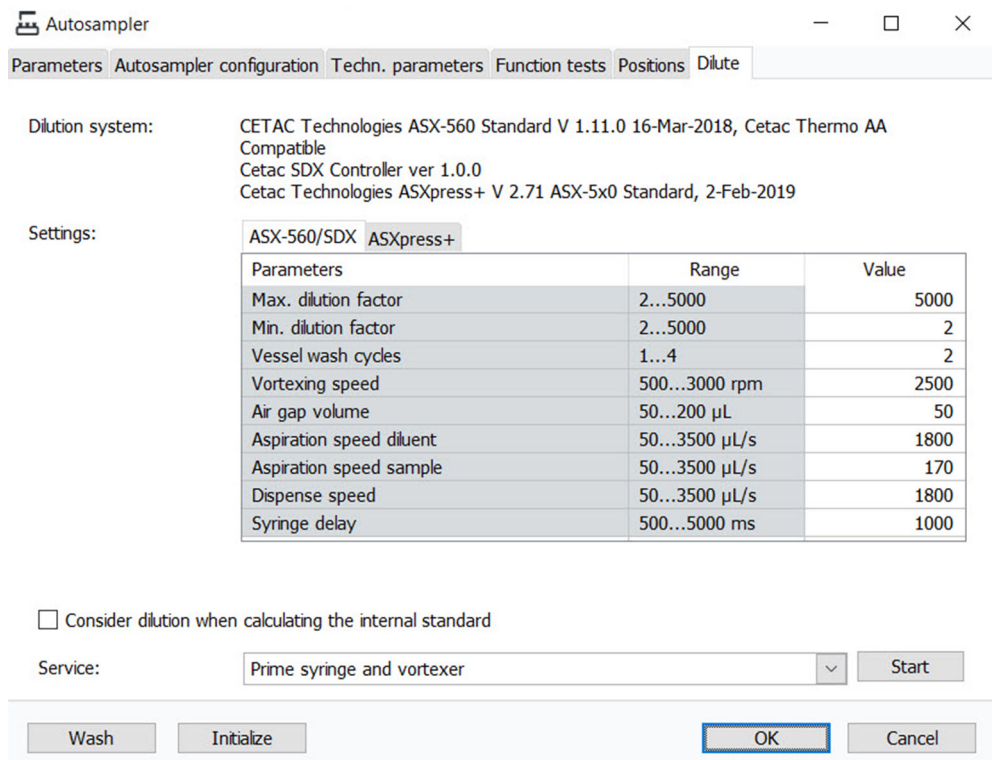 Autosampler
Parameters Autosampler configuration Techn. parameters Function tests Positions Dilute
Dilution system: CETAC Technologies ASX-560 Standard V 1.11.0 16-Mar-2018, Cetac Thermo AA
Compatible
Cetac SDX Controller ver 1.0.0
Cetac Technologies ASXpress+ V 2.71 ASX-5x0 Standard, 2-Feb-2019
Settings: ASX-560/SDX ASXpress+
Parameters Range Value
Max. dilution factor 2...5000 5000
Min. dilution factor 2...5000 2
Vessel wash cycles 1...4 2
Vortexing speed 500...3000 rpm 2500
Air gap volume 50...200 µL 50
Aspiration speed diluent 50...3500 µL/s 1800
Aspiration speed sample 50...3500 µL/s 170
Dispense speed 50...3500 µL/s 1800
Syringe delay 500...5000 ms 1000
Consider dilution when calculating the internal standard
Service: Prime syringe and vortexer Start
Wash Initialize OK Cancel